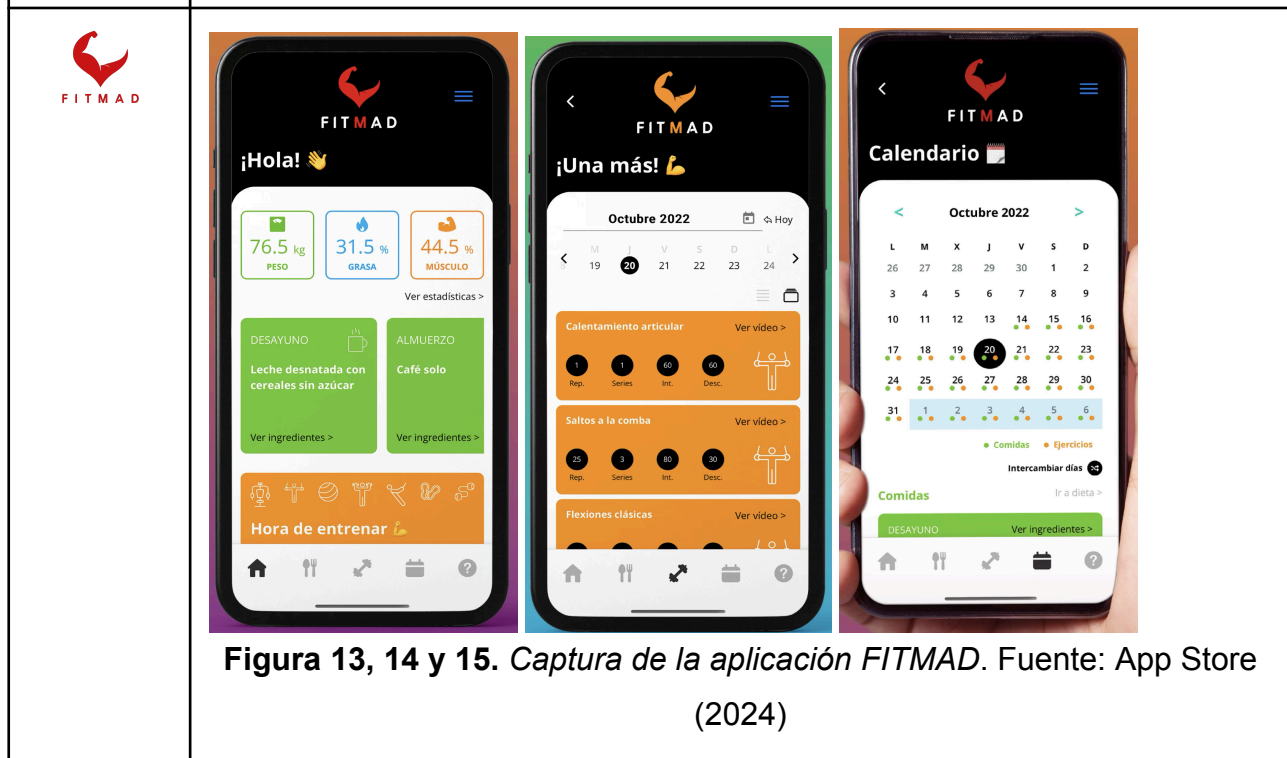 FITMAD
FITMAD
¡Hola! 👋
76.5 kg
PESO
31.5 %
GRASA
44.5 %
MÚSCULO
Ver estadísticas >
DESAYUNO
Leche desnatada con
cereales sin azúcar
Ver ingredientes >
ALMUERZO
Café solo
Ver ingredientes >
Hora de entrenar 💪
FITMAD
¡Una más! 💪
Octubre 2022
Hoy
M J V S D L
19 20 21 22 23 24
Calentamiento articular Ver vídeo >
1 1 60 60
Rep. Series Int. Desc.
Saltos a la comba Ver vídeo >
25 3 80 30
Rep. Series Int. Desc.
Flexiones clásicas Ver vídeo >
FITMAD
Calendario 🗓️
< Octubre 2022 >
L M X J V S D
26 27 28 29 30 1 2
3 4 5 6 7 8 9
10 11 12 13 14 15 16
17 18 19 20 21 22 23
24 25 26 27 28 29 30
31 1 2 3 4 5 6
Comidas Ejercicios
Intercambiar días
Comidas Ir a dieta >
DESAYUNO Ver ingredientes >
Figura 13, 14 y 15. Captura de la aplicación FITMAD. Fuente: App Store
(2024)